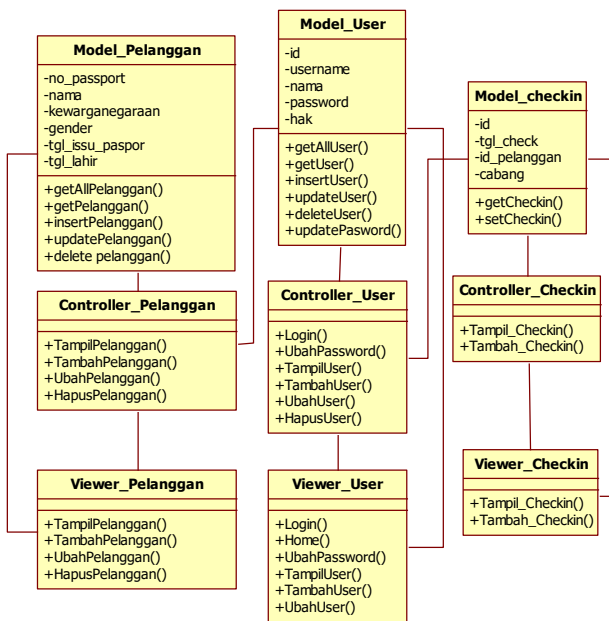 Model_Pelanggan
-no_passport
-nama
-kewarganegaraan
-gender
-tgl_issu_paspor
-tgl_lahir
+getAllPelanggan()
+getPelanggan()
+insertPelanggan()
+updatePelanggan()
+delete pelanggan()
Controller_Pelanggan
+TampilPelanggan()
+TambahPelanggan()
+UbahPelanggan()
+HapusPelanggan()
Viewer_Pelanggan
+TampilPelanggan()
+TambahPelanggan()
+UbahPelanggan()
+HapusPelanggan()
Model_User
-id
-username
-nama
-password
-hak
+getAllUser()
+getUser()
+insertUser()
+updateUser()
+deleteUser()
+updatePasword()
Controller_User
+Login()
+UbahPassword()
+TampilUser()
+TambahUser()
+UbahUser()
+HapusUser()
Viewer_User
+Login()
+Home()
+UbahPassword()
+TampilUser()
+TambahUser()
+UbahUser()
Model_checkin
-id
-tgl_check
-id_pelanggan
-cabang
+getCheckin()
+setCheckin()
Controller_Checkin
+Tampil_Checkin()
+Tambah_Checkin()
Viewer_Checkin
+Tampil_Checkin()
+Tambah_Checkin()